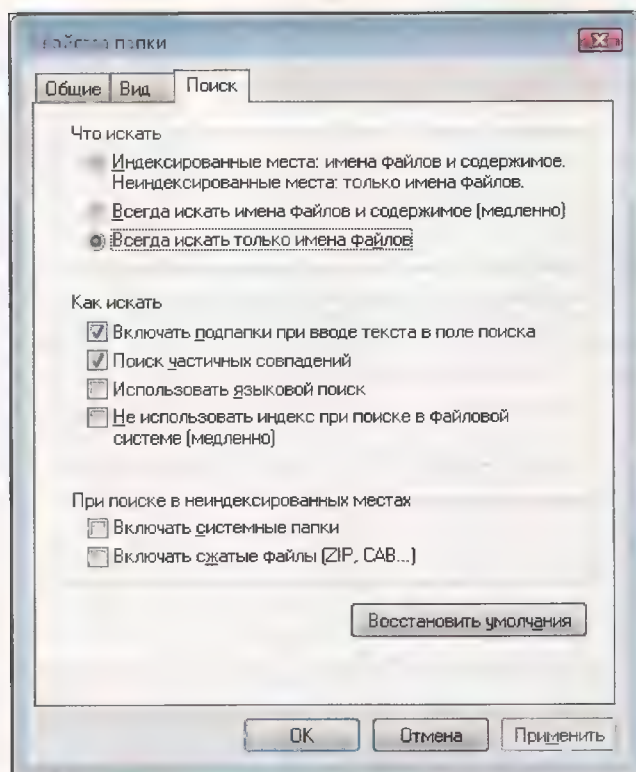 Свойства папки
Общие
Вид
Поиск
Что искать
Индексированные места: имена файлов и содержимое.
Неиндексированные места: только имена файлов.
Всегда искать имена файлов и содержимое (медленно)
Всегда искать только имена файлов
Как искать
Включать подпапки при вводе текста в поле поиска
Поиск частичных совпадений
Использовать языковой поиск
Не использовать индекс при поиске в файловой
системе (медленно)
При поиске в неиндексированных местах
Включать системные папки
Включать сжатые файлы (ZIP, CAB...)
Восстановить умолчания
OK
Отмена
Применить